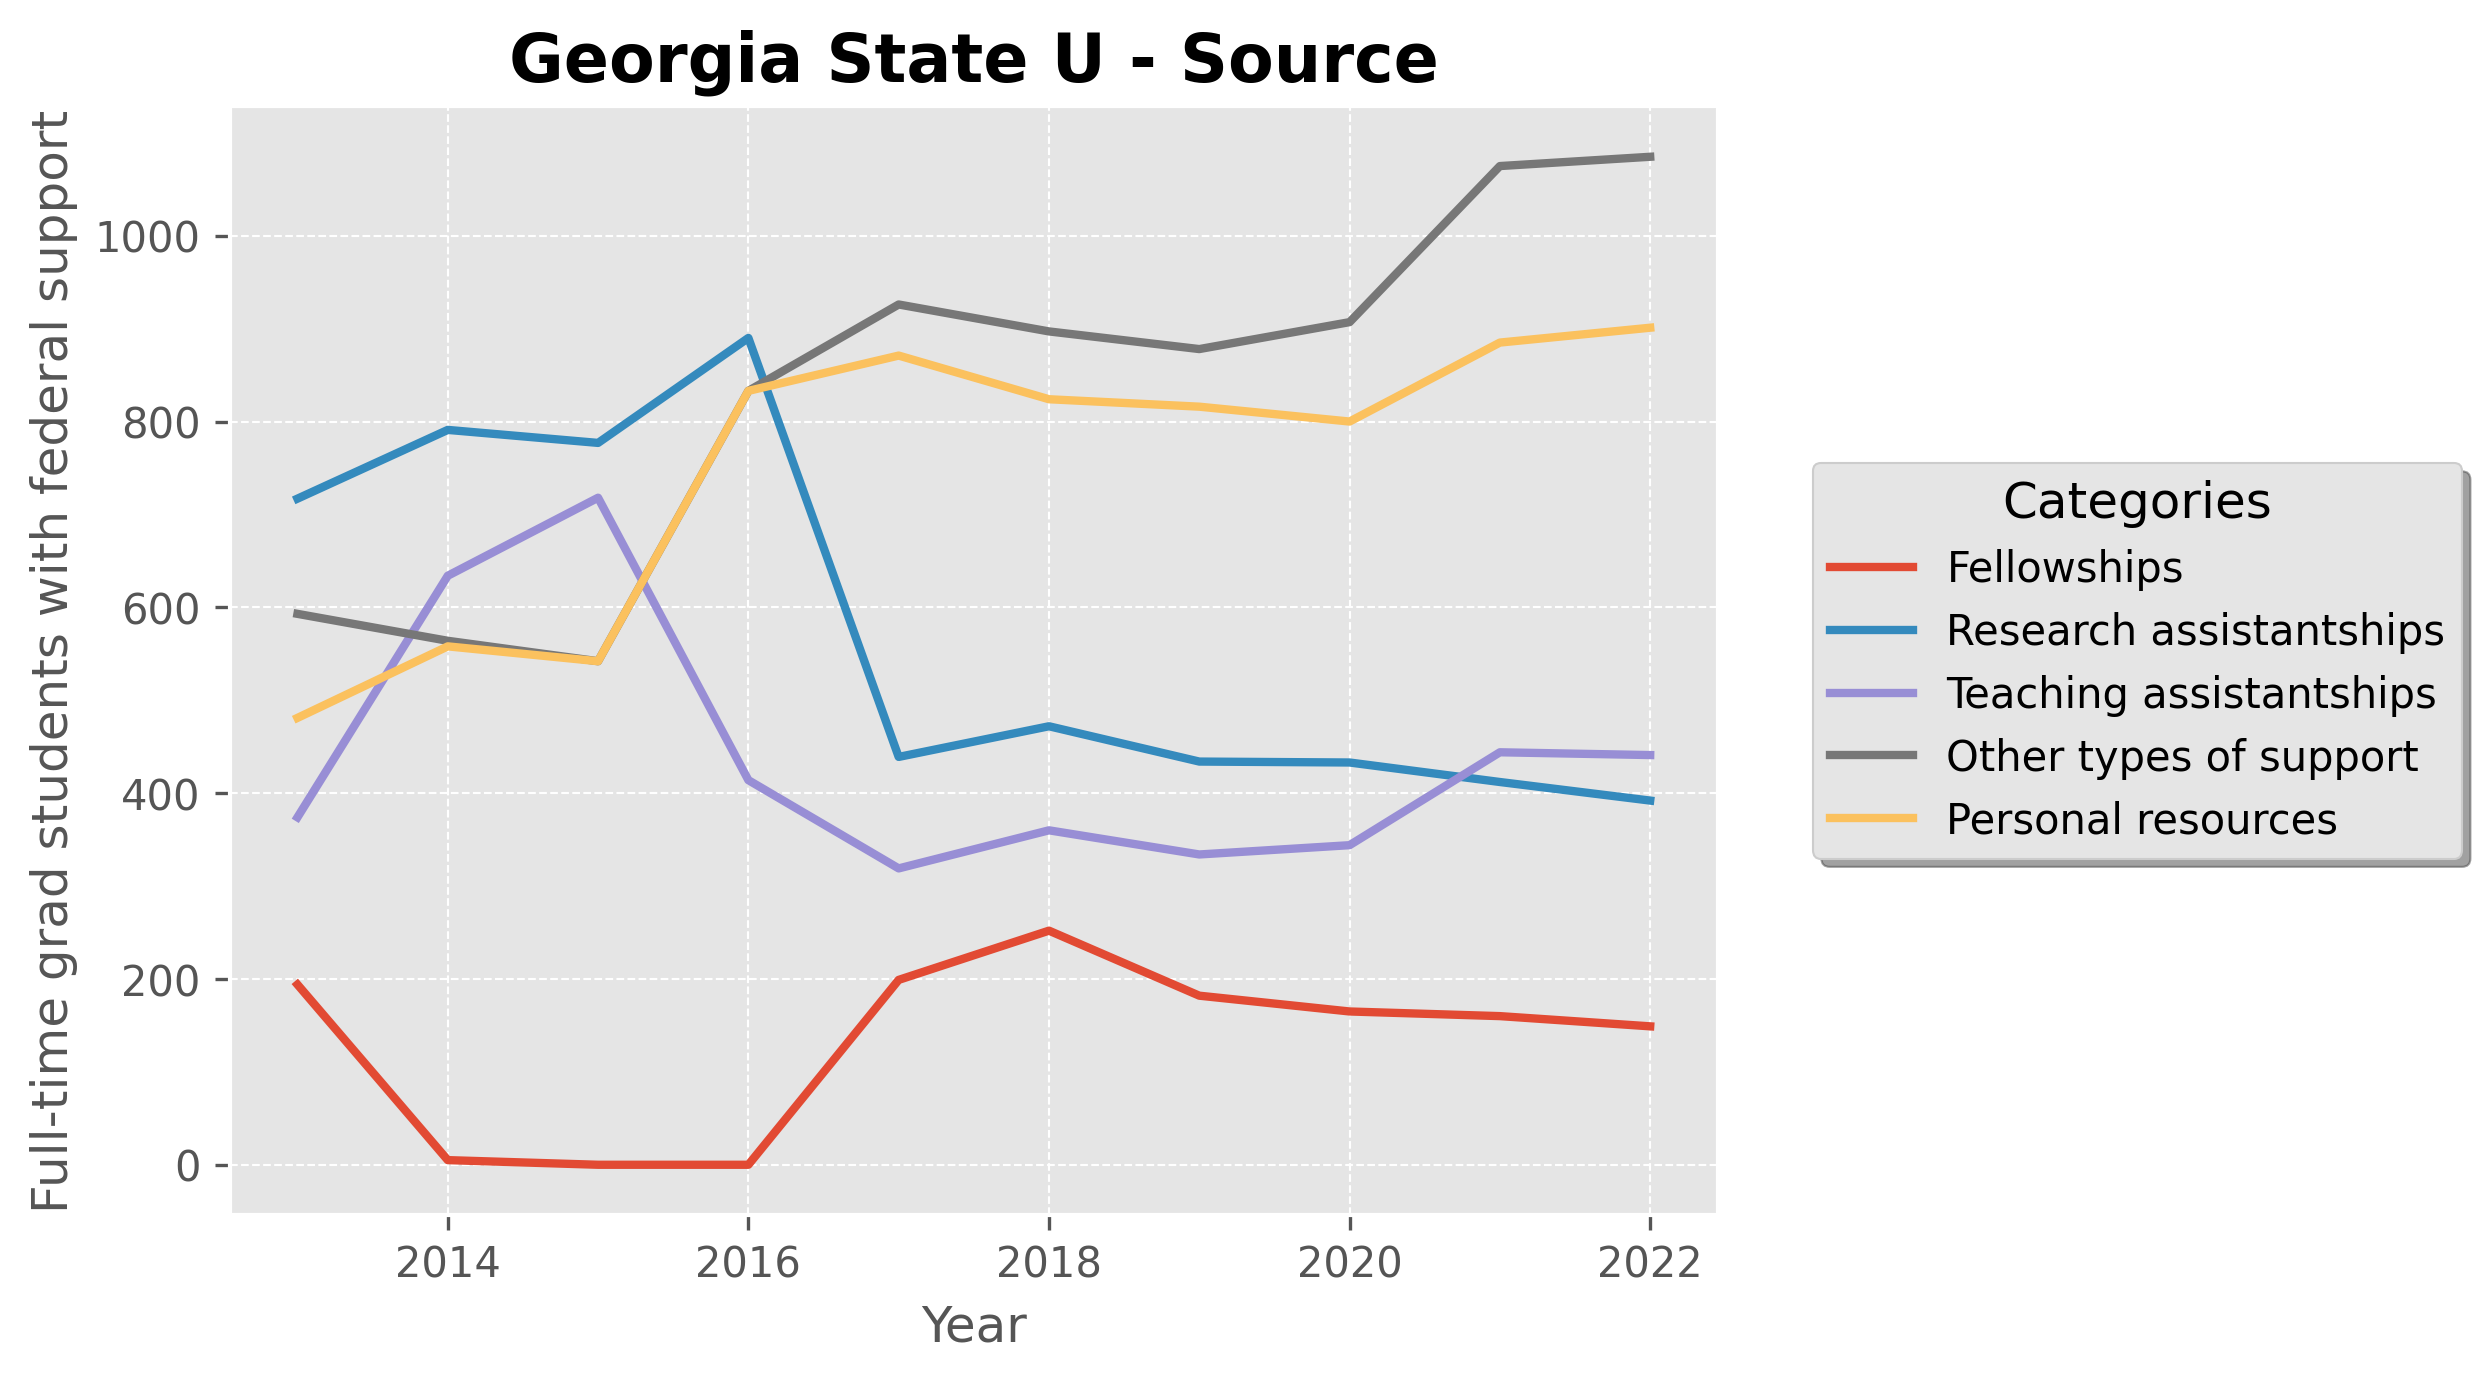 Georgia State U - Source
Full-time grad students with federal support
1000
800
600
400
200
0
2014
2016
2018
2020
2022
Year
Categories
Fellowships
Research assistantships
Teaching assistantships
Other types of support
Personal resources